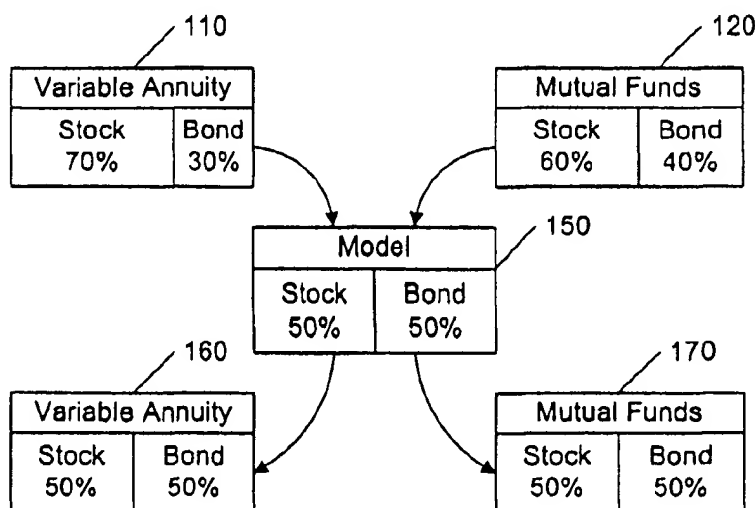 110
120
Variable Annuity
Mutual Funds
Stock Bond
70% 30%
Stock Bond
60% 40%
150
Model
Stock Bond
50% 50%
160
170
Variable Annuity
Mutual Funds
Stock Bond
50% 50%
Stock Bond
50% 50%